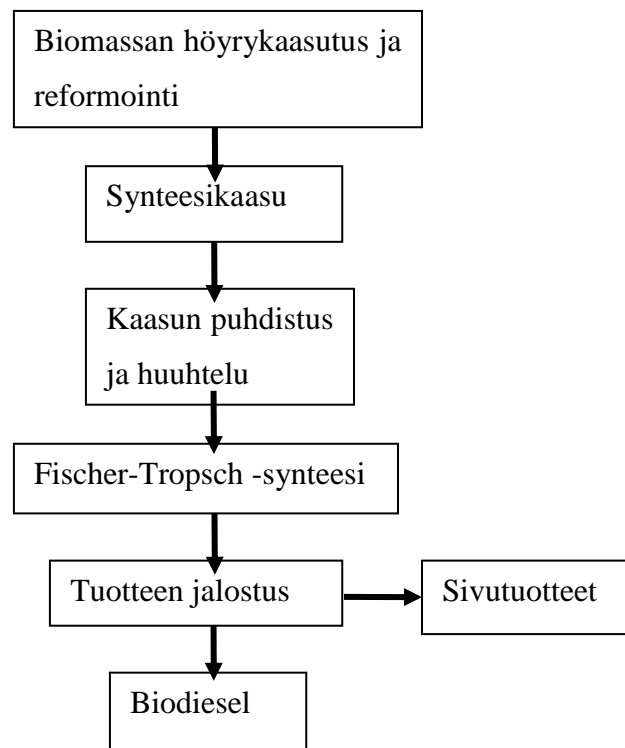 Biomassan höyrykaasutus ja
reformointi
Synteesikaasu
Kaasun puhdistus
ja huuhtelu
Fischer-Tropsch -synteesi
Tuotteen jalostus
Sivutuotteet
Biodiesel